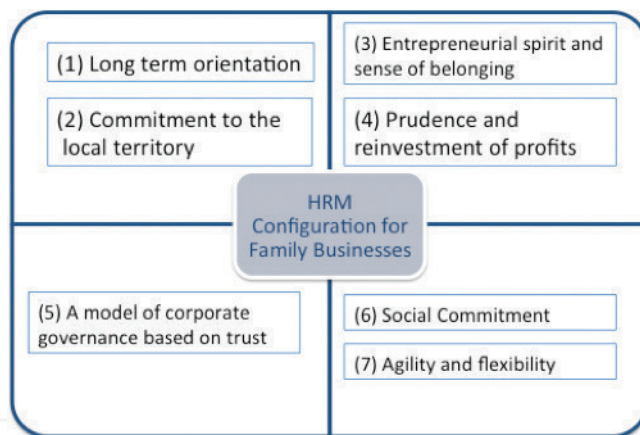 (1) Long term orientation
(2) Commitment to the
local territory
(3) Entrepreneurial spirit and
sense of belonging
(4) Prudence and
reinvestment of profits
HRM
Configuration for
Family Businesses
(5) A model of corporate
governance based on trust
(6) Social Commitment
(7) Agility and flexibility